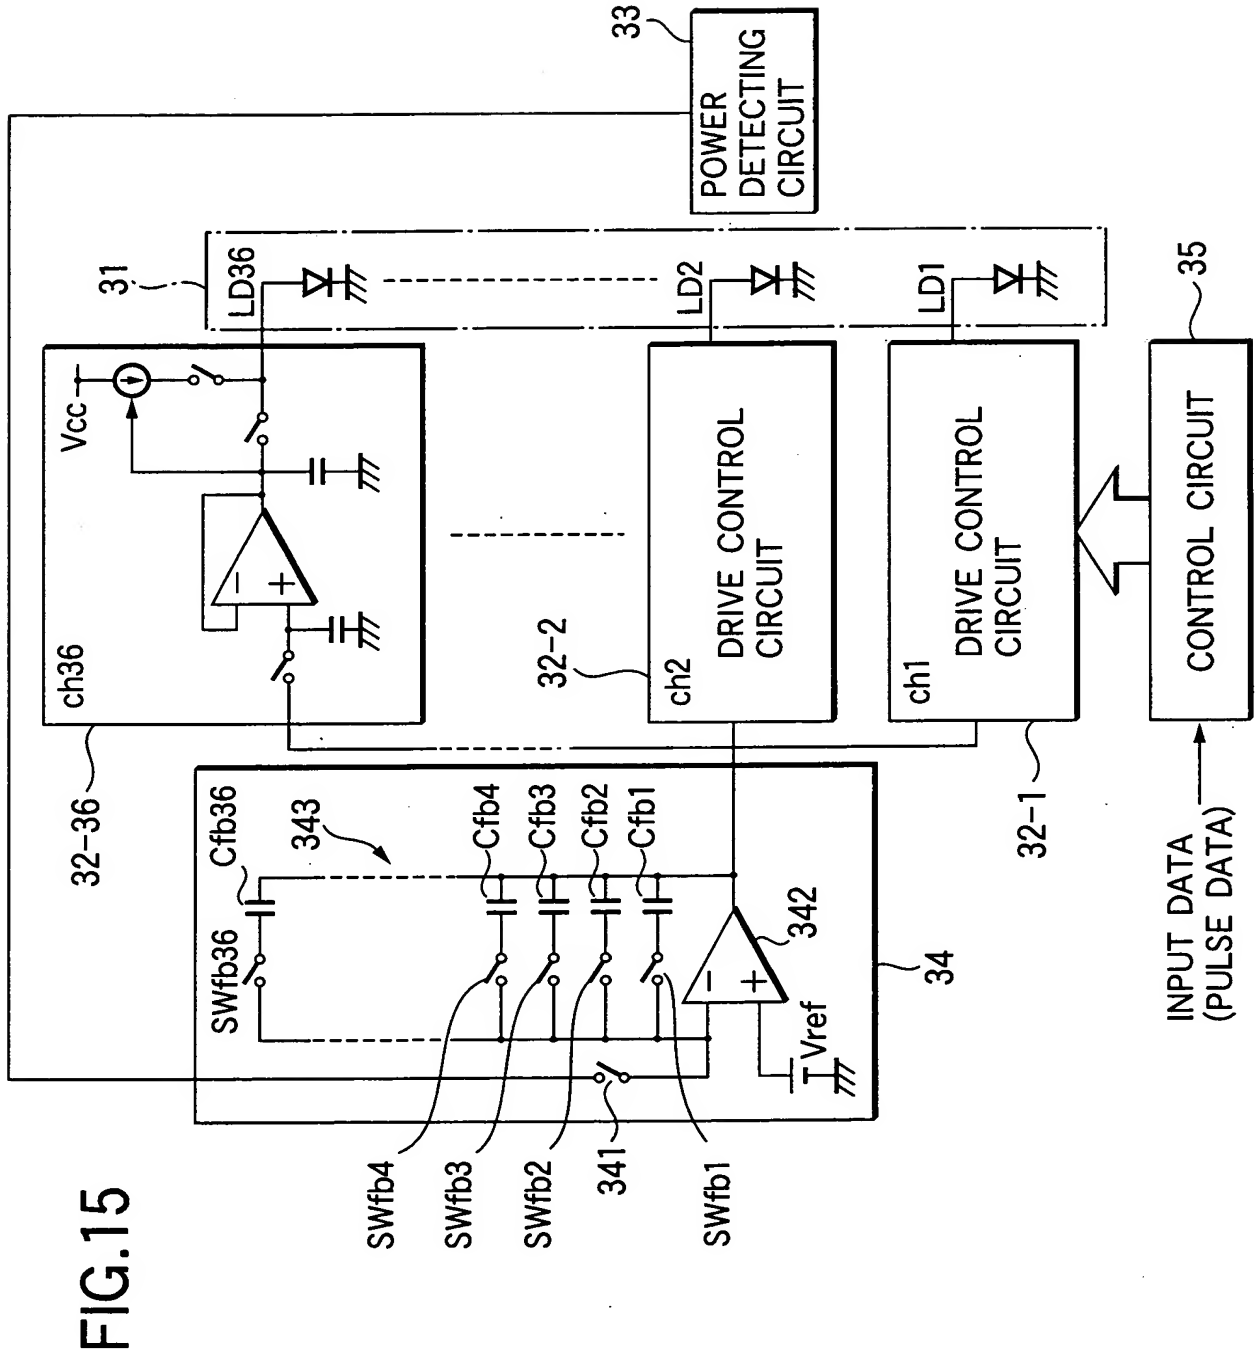 FIG.15
33
POWER
DETECTING
CIRCUIT
31
LD36
LD2
LD1
ch36
Vcc
−
+
32-36
32-2
ch2
DRIVE CONTROL
CIRCUIT
ch1
DRIVE CONTROL
CIRCUIT
32-1
35
CONTROL CIRCUIT
INPUT DATA
(PULSE DATA)
Cfb36
343
Cfb4
Cfb3
Cfb2
Cfb1
SWfb36
−
+
342
Vref
34
SWfb4
SWfb3
SWfb2
341
SWfb1